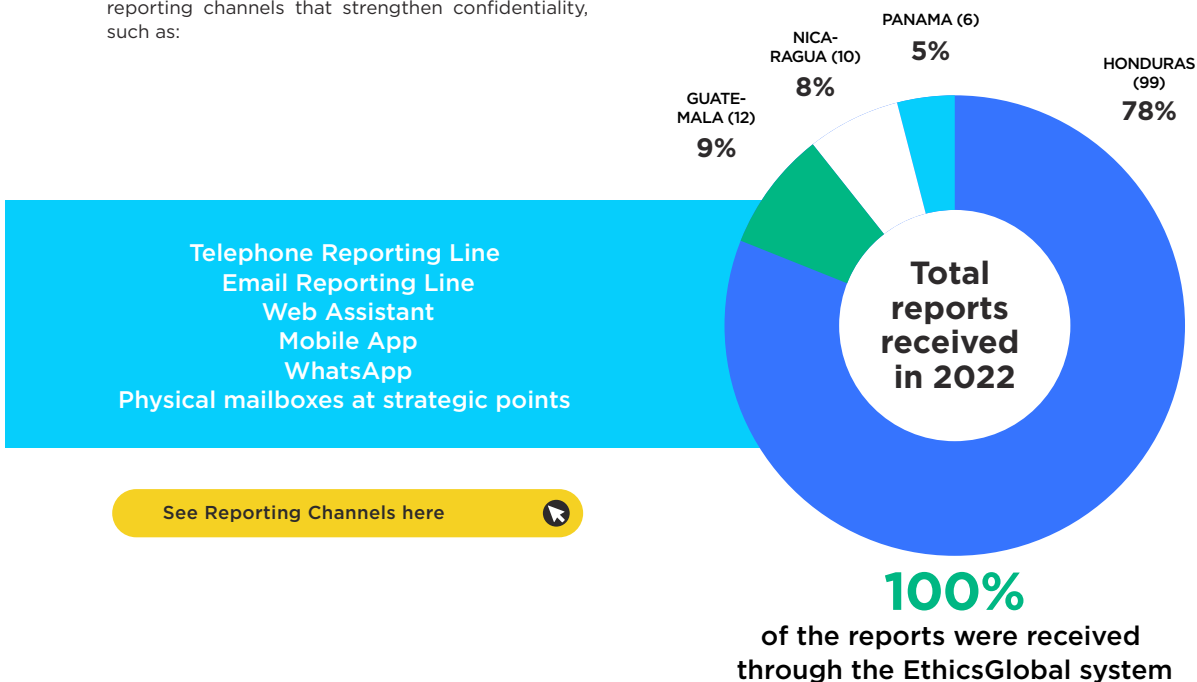 reporting channels that strengthen confidentiality,
such as:
Telephone Reporting Line
Email Reporting Line
Web Assistant
Mobile App
WhatsApp
Physical mailboxes at strategic points
See Reporting Channels here
PANAMA (6)
5%
NICA-
RAGUA (10)
8%
GUATE-
MALA (12)
9%
HONDURAS
(99)
78%
Total
reports
received
in 2022
100%
of the reports were received
through the EthicsGlobal system